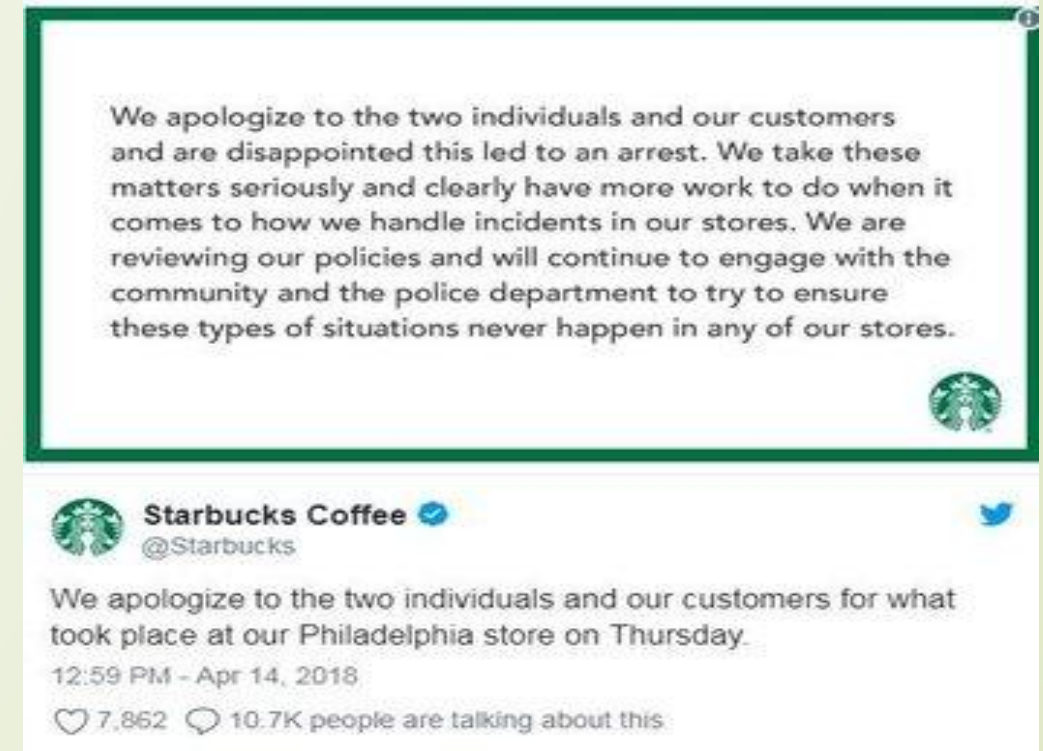 We apologize to the two individuals and our customers
and are disappointed this led to an arrest. We take these
matters seriously and clearly have more work to do when it
comes to how we handle incidents in our stores. We are
reviewing our policies and will continue to engage with the
community and the police department to try to ensure
these types of situations never happen in any of our stores.
Starbucks Coffee
@Starbucks
We apologize to the two individuals and our customers for what
took place at our Philadelphia store on Thursday.
12:59 PM - Apr 14, 2018
7,862 10.7K people are talking about this